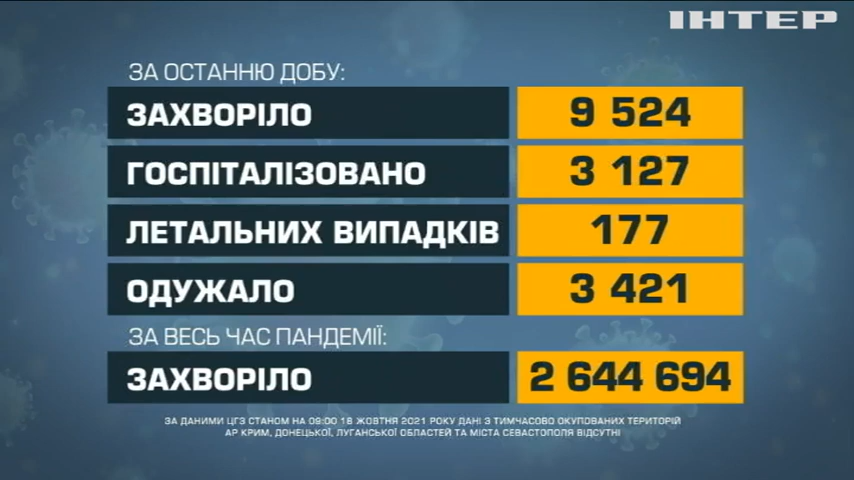 ІНТЕР
ЗА ОСТАННЮ ДОБУ:
ЗАХВОРІЛО 9 524
ГОСПІТАЛІЗОВАНО 3 127
ЛЕТАЛЬНИХ ВИПАДКІВ 177
ОДУЖАЛО 3 421
ЗА ВЕСЬ ЧАС ПАНДЕМІЇ:
ЗАХВОРІЛО 2 644 694
ЗА ДАНИМИ ЦГЗ СТАНОМ НА 09:00 18 ЖОВТНЯ 2021 РОКУ ДАНІ З ТИМЧАСОВО ОКУПОВАНИХ ТЕРИТОРІЙ
АР КРИМ, ДОНЕЦЬКОЇ, ЛУГАНСЬКОЇ ОБЛАСТЕЙ ТА МІСТА СЕВАСТОПОЛЯ ВІДСУТНІ